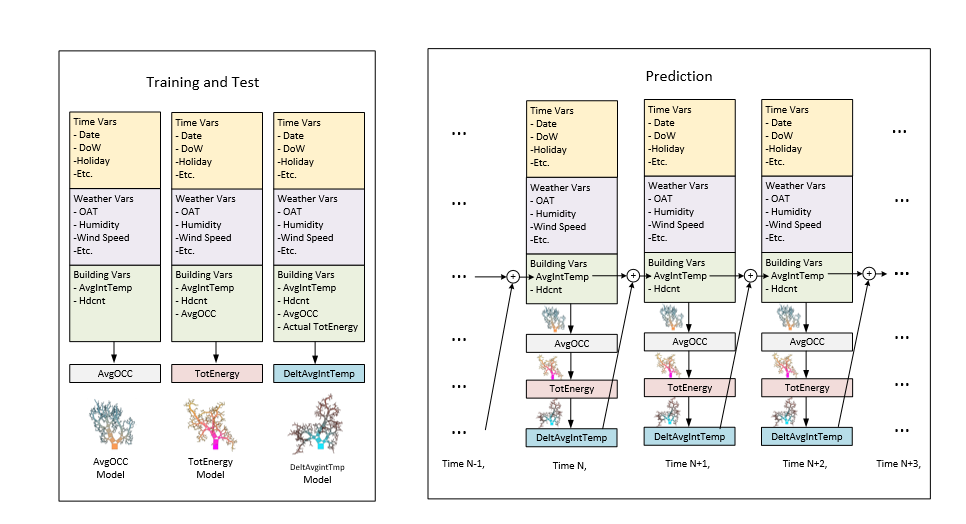 Training and Test
Time Vars
- Date
- DoW
-Holiday
-Etc.
Weather Vars
- OAT
- Humidity
-Wind Speed
-Etc.
Building Vars
- AvgIntTemp
- Hdcnt
AvgOCC
AvgOCC
Model
Time Vars
- Date
- DoW
-Holiday
-Etc.
Weather Vars
- OAT
- Humidity
-Wind Speed
-Etc.
Building Vars
- AvgIntTemp
- Hdcnt
- AvgOCC
TotEnergy
TotEnergy
Model
Time Vars
- Date
- DoW
-Holiday
-Etc.
Weather Vars
- OAT
- Humidity
-Wind Speed
-Etc.
Building Vars
- AvgIntTemp
- Hdcnt
- AvgOCC
- Actual TotEnergy
DeltAvgIntTemp
DeltAvgintTmp
Model
Prediction
...
...
...
...
...
...
Time N-1,
Time Vars
- Date
- DoW
-Holiday
-Etc.
Weather Vars
- OAT
- Humidity
-Wind Speed
-Etc.
Building Vars
- AvgIntTemp
- Hdcnt
AvgOCC
TotEnergy
DeltAvgIntTemp
Time N,
Time Vars
- Date
- DoW
-Holiday
-Etc.
Weather Vars
- OAT
- Humidity
-Wind Speed
-Etc.
Building Vars
- AvgIntTemp
- Hdcnt
AvgOCC
TotEnergy
DeltAvgIntTemp
Time N+1,
Time Vars
- Date
- DoW
-Holiday
-Etc.
Weather Vars
- OAT
- Humidity
-Wind Speed
-Etc.
Building Vars
- AvgIntTemp
- Hdcnt
AvgOCC
TotEnergy
DeltAvgIntTemp
Time N+2,
...
...
...
...
...
...
Time N+3,